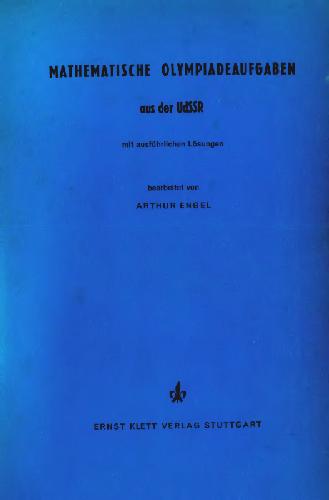 MATHEMATISCHE OLYMPIADEAUFGABEN
aus der UdSSR
mit ausführlichen Lösungen
bearbeitet von
ARTHUR ENGEL
ERNST KLETT VERLAG STUTTGART